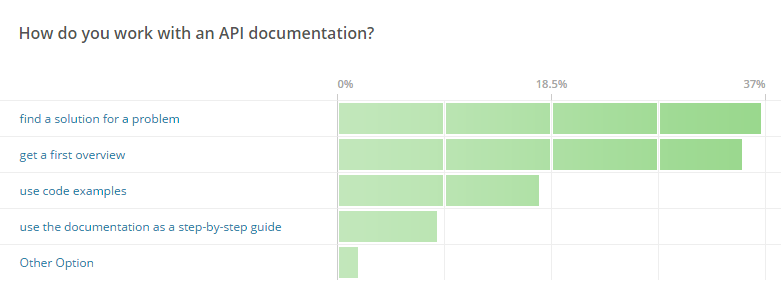 How do you work with an API documentation?
0% 18.5% 37%
find a solution for a problem
get a first overview
use code examples
use the documentation as a step-by-step guide
Other Option